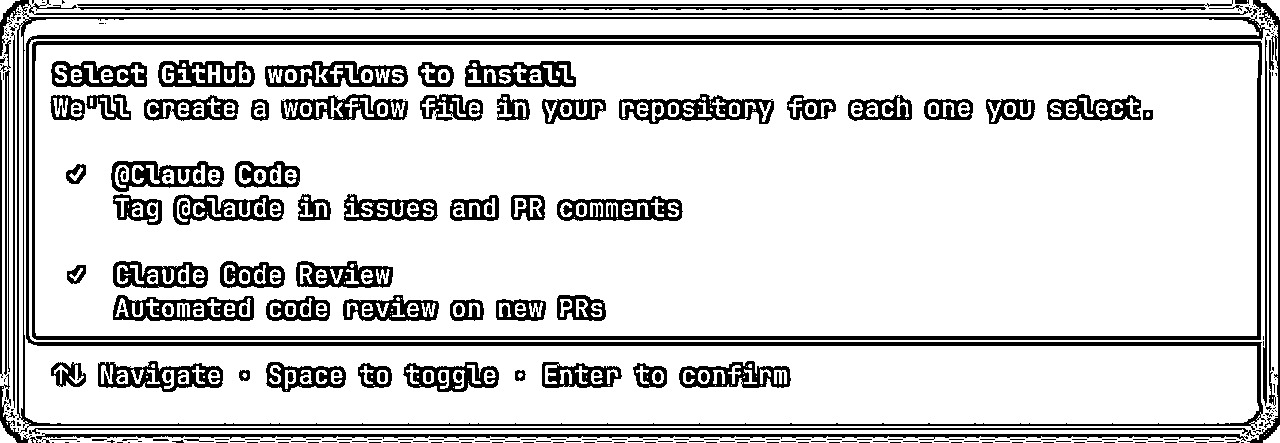 Select GitHub workflows to install
We'll create a workflow file in your repository for each one you select.
✓ @Claude Code
Tag @claude in issues and PR comments
✓ Claude Code Review
Automated code review on new PRs
↑↓ Navigate · Space to toggle · Enter to confirm